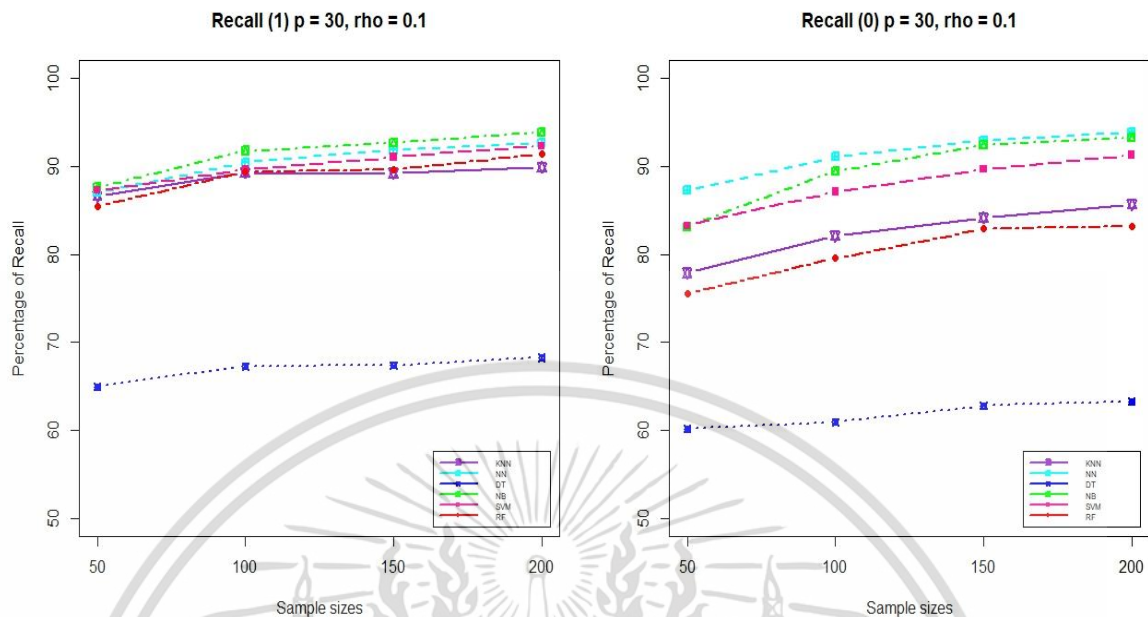 Recall (1) p = 30, rho = 0.1
Percentage of Recall
100
90
80
70
60
50
50
100
150
200
Sample sizes
KNN
NN
DT
NB
SVM
RF
Recall (0) p = 30, rho = 0.1
Percentage of Recall
100
90
80
70
60
50
50
100
150
200
Sample sizes
KNN
NN
DT
NB
SVM
RF